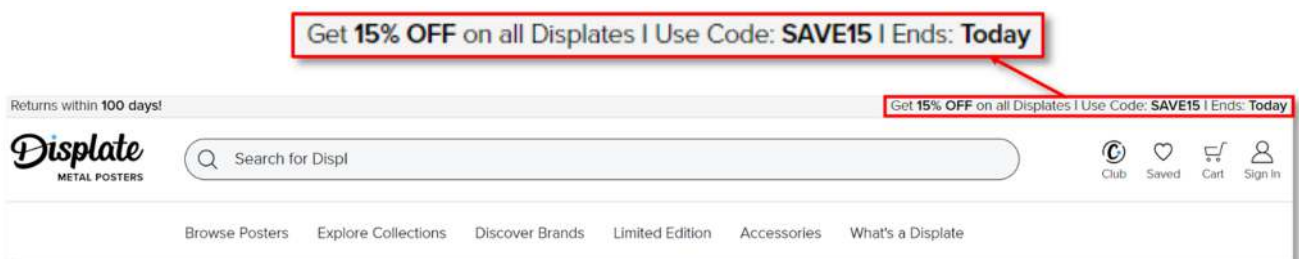 Get 15% OFF on all Displates I Use Code: SAVE15 I Ends: Today
Returns within 100 days!
Get 15% OFF on all Displates I Use Code: SAVE15 I Ends: Today
Displate
METAL POSTERS
Search for Displ
Club Saved Cart Sign In
Browse Posters Explore Collections Discover Brands Limited Edition Accessories What's a Displate